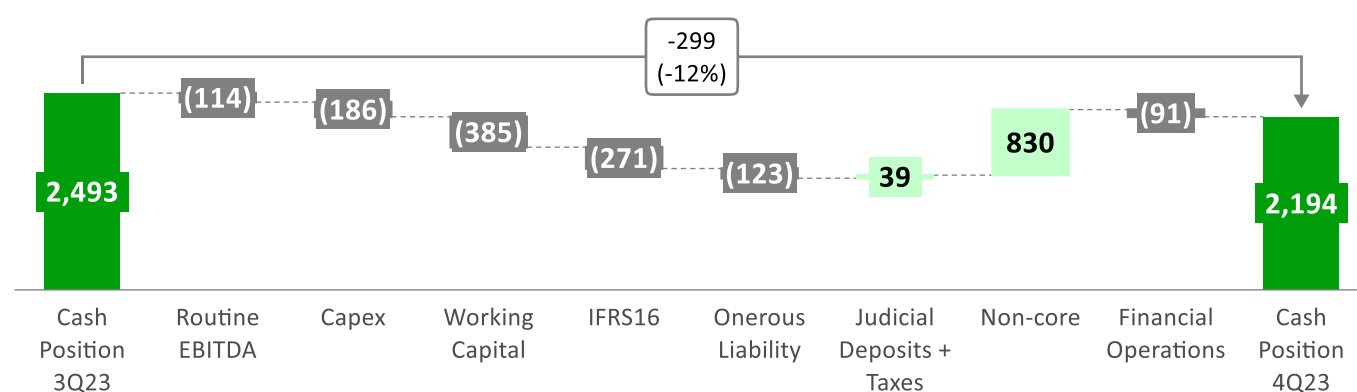 -299
(-12%)
(114)
(186)
(385)
(271)
(123)
39
830
(91)
2,493
2,194
Cash
Position
3Q23
Routine
EBITDA
Capex
Working
Capital
IFRS16
Onerous
Liability
Judicial
Deposits +
Taxes
Non-core
Financial
Operations
Cash
Position
4Q23